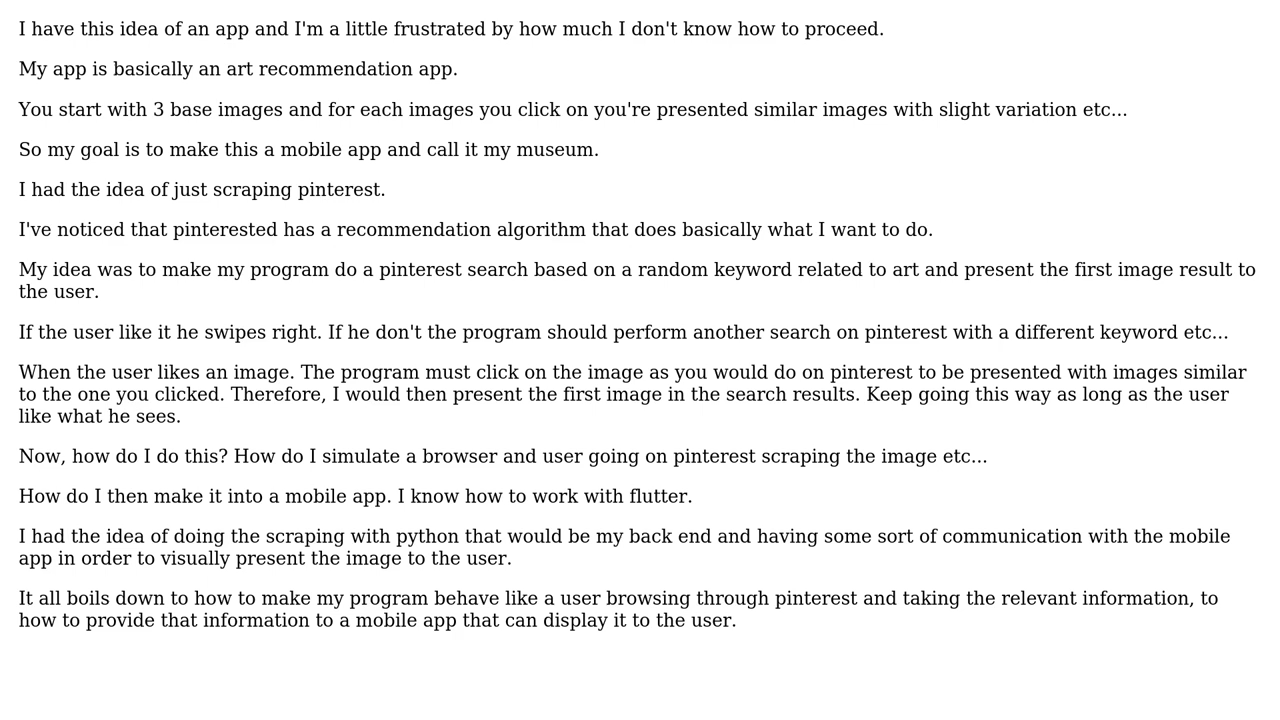 I have this idea of an app and I'm a little frustrated by how much I don't know how to proceed.
My app is basically an art recommendation app.
You start with 3 base images and for each images you click on you're presented similar images with slight variation etc...
So my goal is to make this a mobile app and call it my museum.
I had the idea of just scraping pinterest.
I've noticed that pinterested has a recommendation algorithm that does basically what I want to do.
My idea was to make my program do a pinterest search based on a random keyword related to art and present the first image result to
the user.
If the user like it he swipes right. If he don't the program should perform another search on pinterest with a different keyword etc...
When the user likes an image. The program must click on the image as you would do on pinterest to be presented with images similar
to the one you clicked. Therefore, I would then present the first image in the search results. Keep going this way as long as the user
like what he sees.
Now, how do I do this? How do I simulate a browser and user going on pinterest scraping the image etc...
How do I then make it into a mobile app. I know how to work with flutter.
I had the idea of doing the scraping with python that would be my back end and having some sort of communication with the mobile
app in order to visually present the image to the user.
It all boils down to how to make my program behave like a user browsing through pinterest and taking the relevant information, to
how to provide that information to a mobile app that can display it to the user.